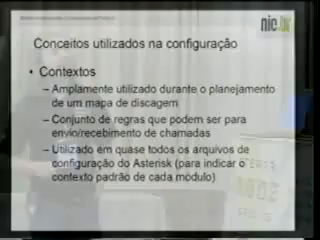 nic.br
Conceitos utilizados na configuração
• Contextos
– Amplamente utilizado durante o planejamento
de um mapa de discagem
– Conjunto de regras que podem ser para
envio/recebimento de chamadas
– Utilizado em quase todos os arquivos de
configuração do Asterisk (para indicar o
contexto padrão de cada módulo)